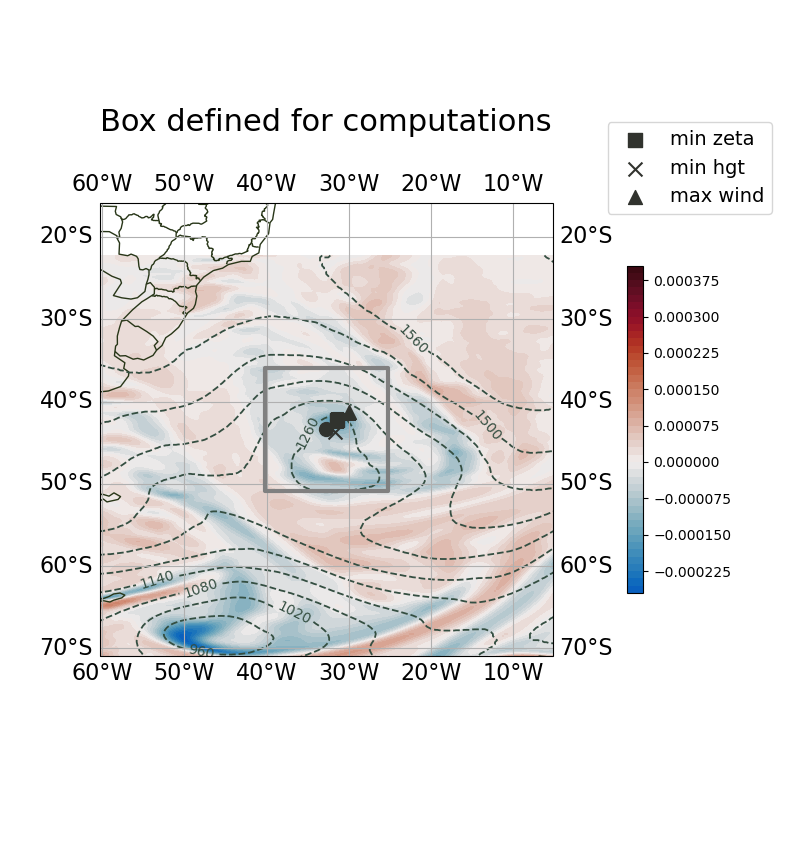 Box defined for computations
min zeta
min hgt
max wind
60°W 50°W 40°W 30°W 20°W 10°W
20°S 20°S
30°S 30°S
40°S 40°S
50°S 50°S
60°S 60°S
70°S 70°S
60°W 50°W 40°W 30°W 20°W 10°W
1560
1500
1260
1140
1080
1020
960
0.000375
0.000300
0.000225
0.000150
0.000075
0.000000
−0.000075
−0.000150
−0.000225